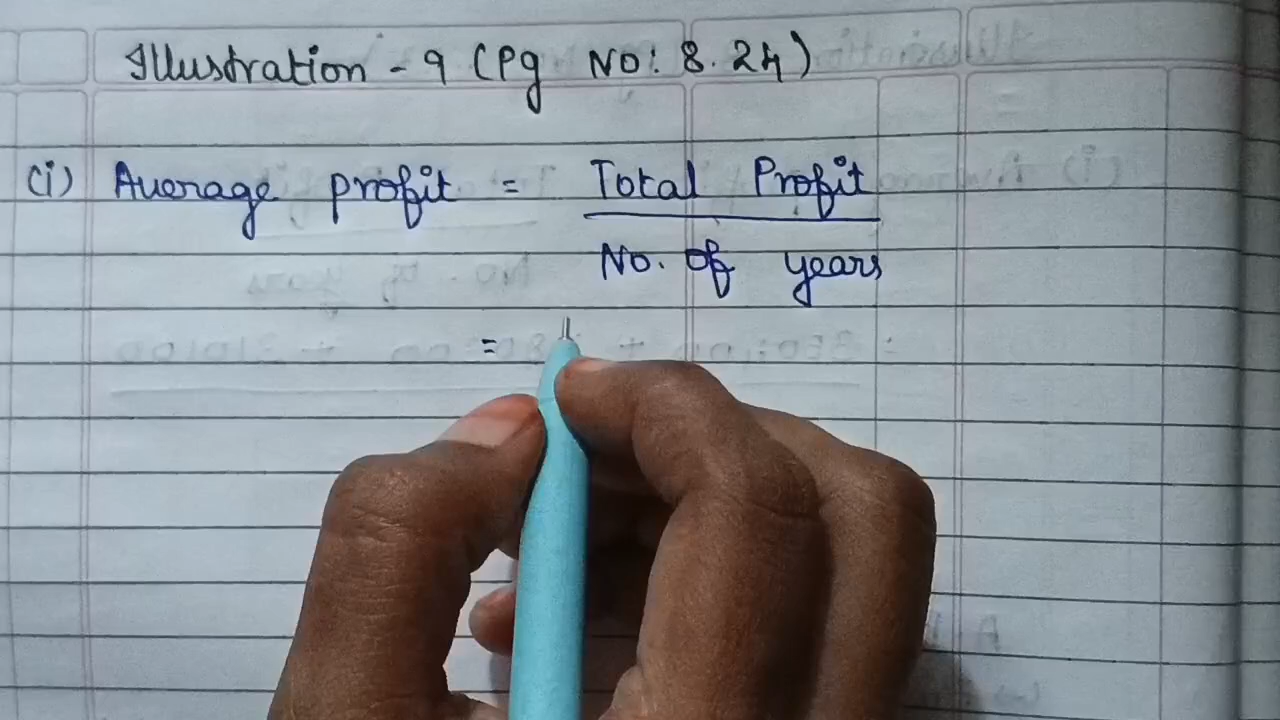 Illustration - 9 (Pg No: 8.24)
(i) Average profit = Total Profit
No. of years
=